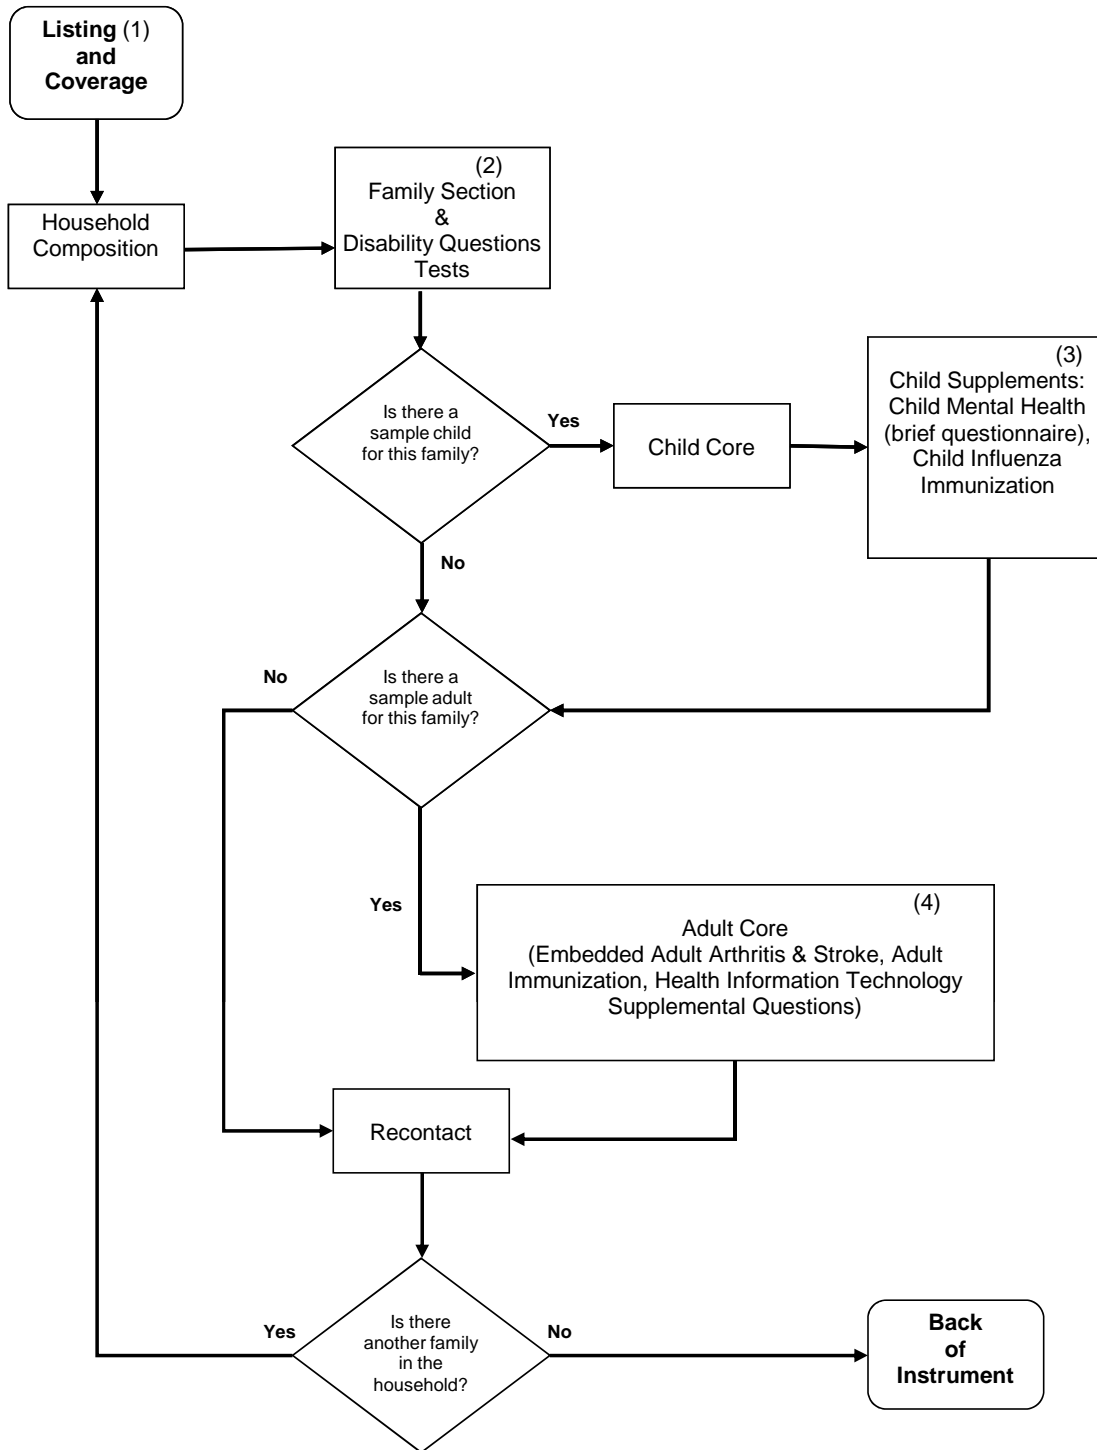 Listing (1)
and
Coverage
Household
Composition
(2)
Family Section
&
Disability Questions
Tests
Is there a
sample child
for this family?
Yes
Child Core
(3)
Child Supplements:
Child Mental Health
(brief questionnaire),
Child Influenza
Immunization
No
Is there a
sample adult
for this family?
No
Yes
(4)
Adult Core
(Embedded Adult Arthritis & Stroke, Adult
Immunization, Health Information Technology
Supplemental Questions)
Recontact
Is there
another family
in the
household?
Yes
No
Back
of
Instrument